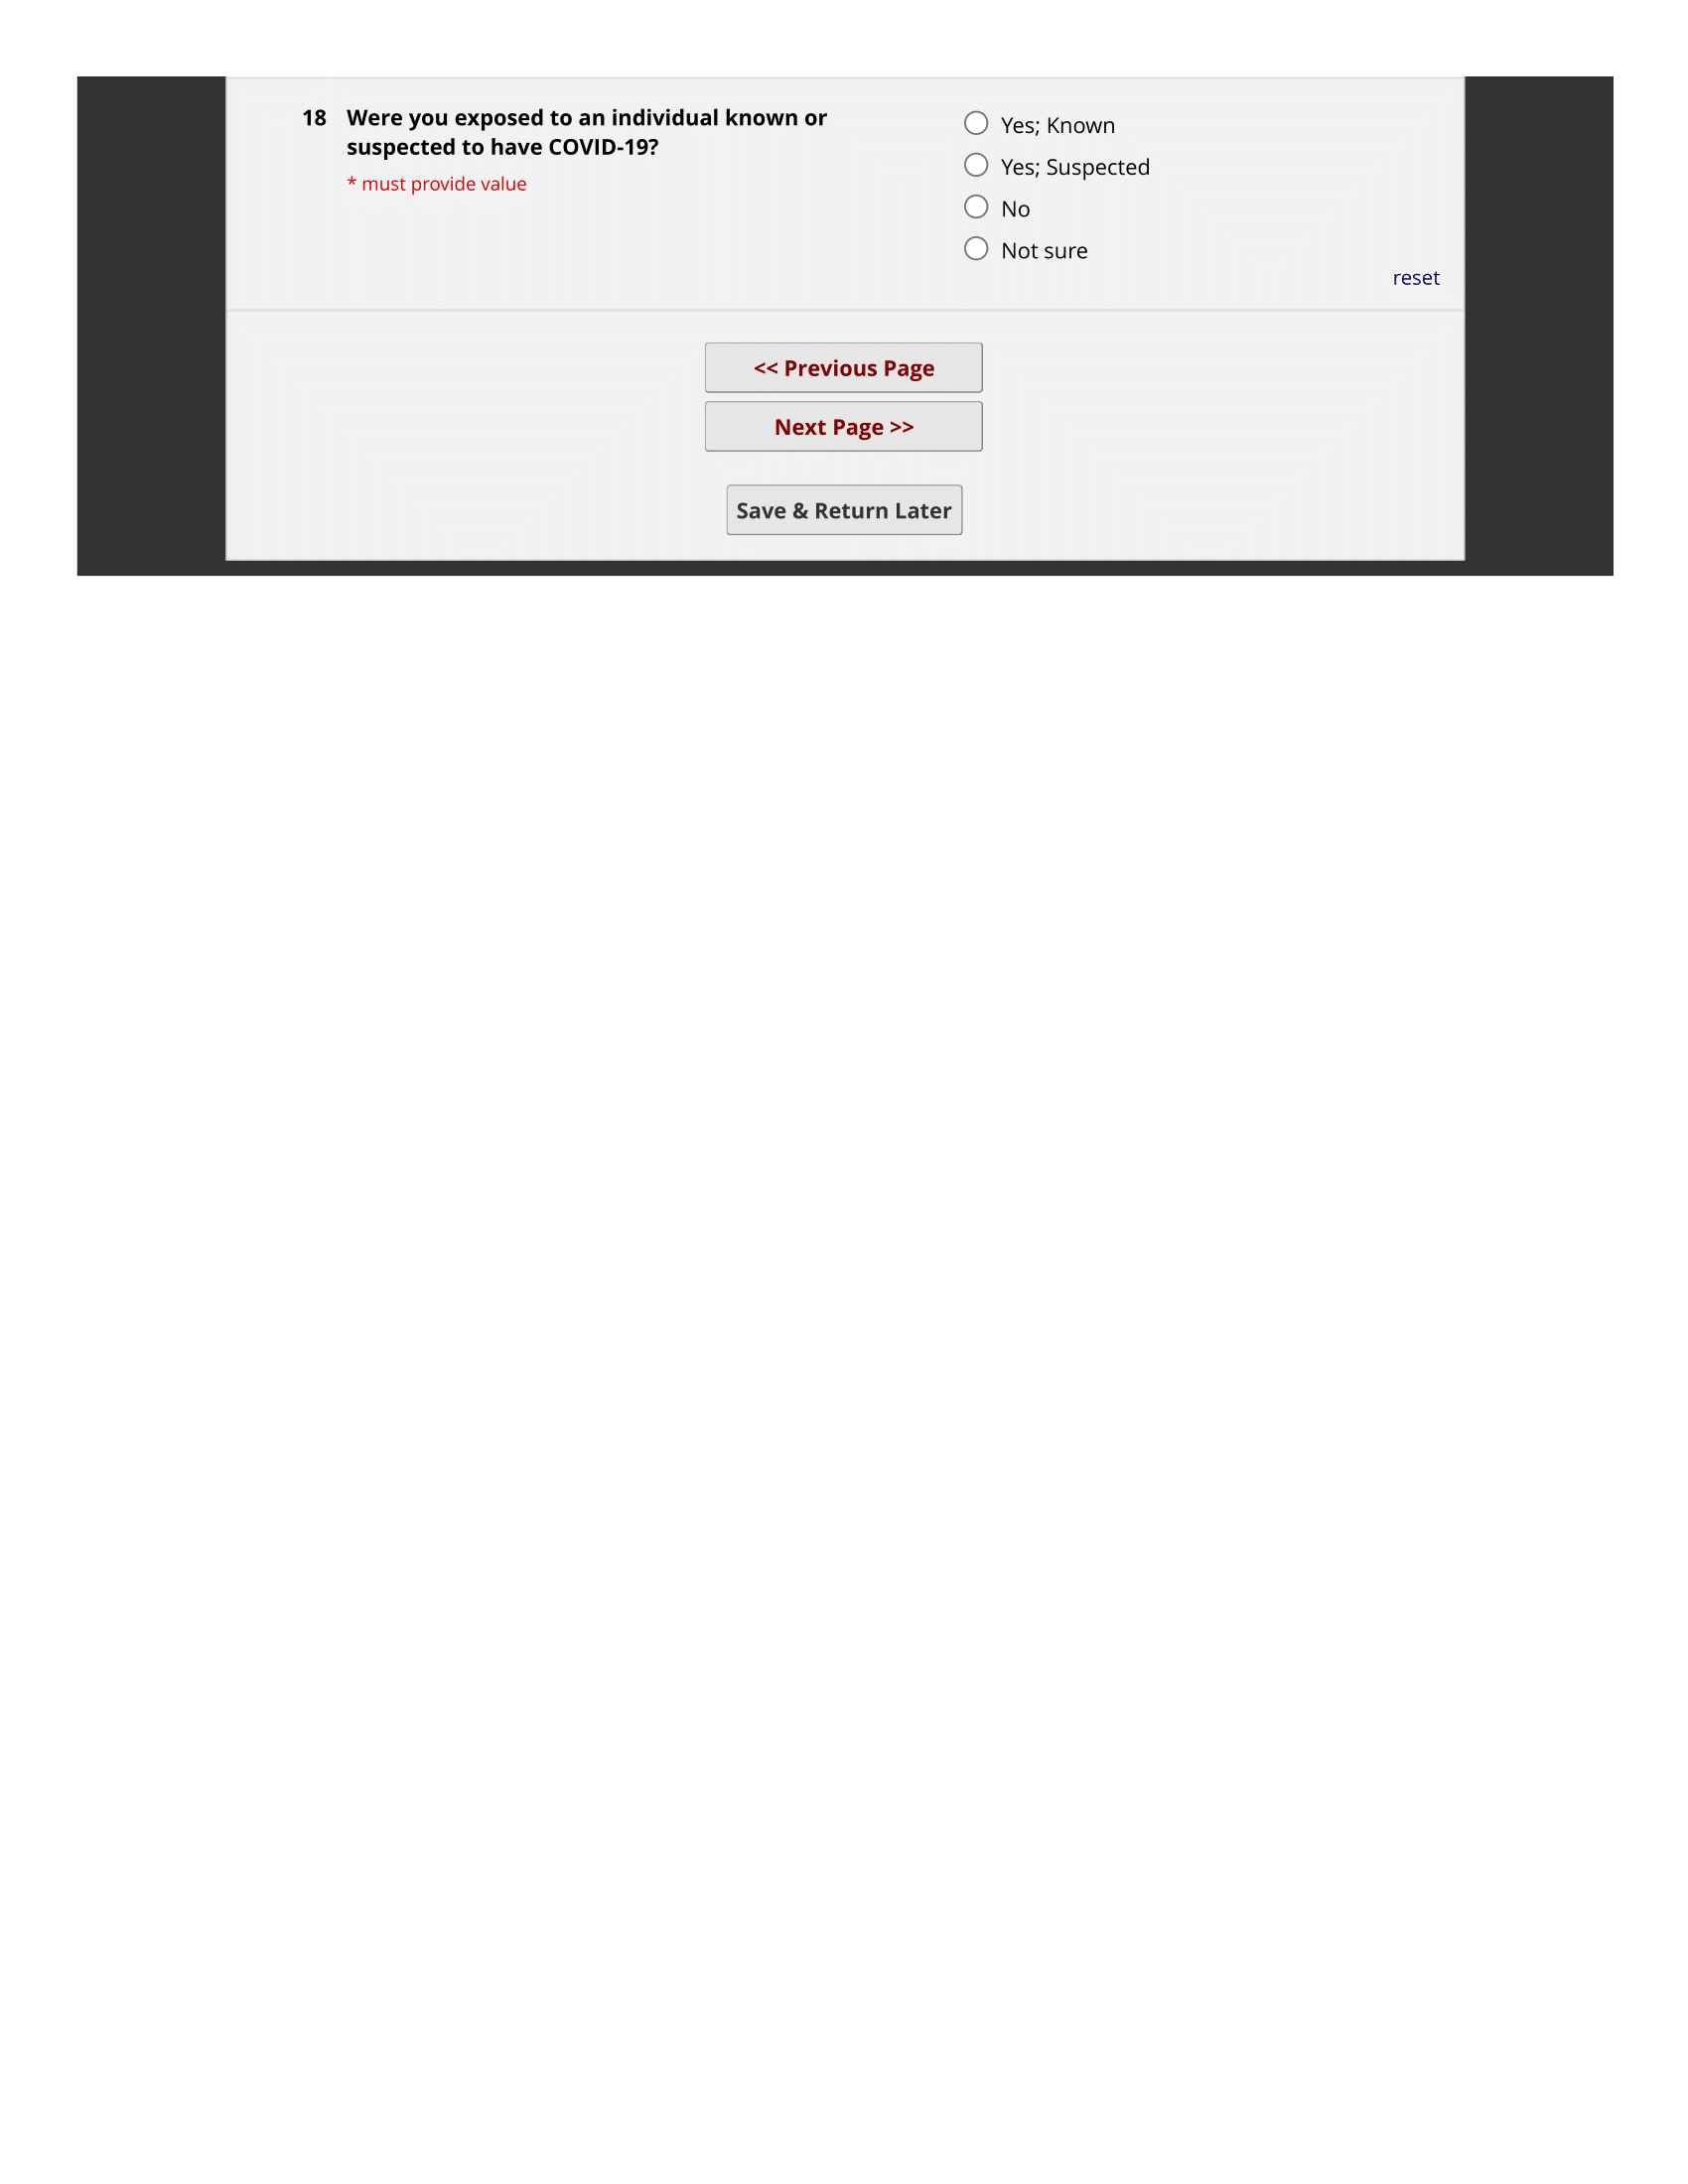 18 Were you exposed to an individual known or
suspected to have COVID-19?
* must provide value
Yes; Known
Yes; Suspected
No
Not sure
reset
<< Previous Page
Next Page >>
Save & Return Later